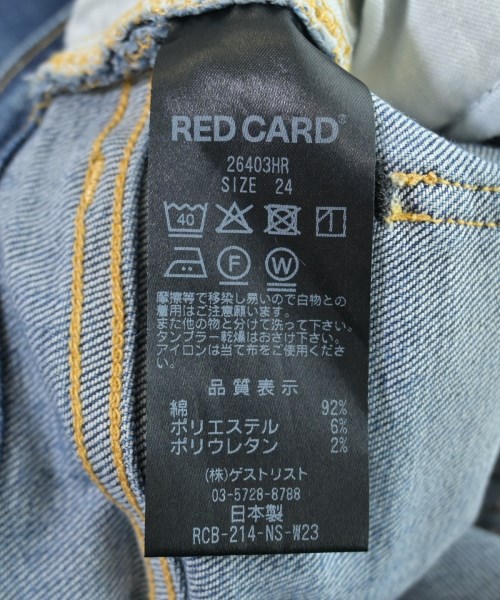 RED CARD®
26403HR
SIZE 24
40
F W
摩擦等で移染し易いので白物との
着用はご注意願います。
また他の物と分けて洗って下さい。
タンブラー乾燥はおさけ下さい。
アイロンは当て布をご使用くださ
い。
品質表示
綿 92%
ポリエステル 6%
ポリウレタン 2%
(株)ゲストリスト
03-5728-8788
日本製
RCB-214-NS-W23